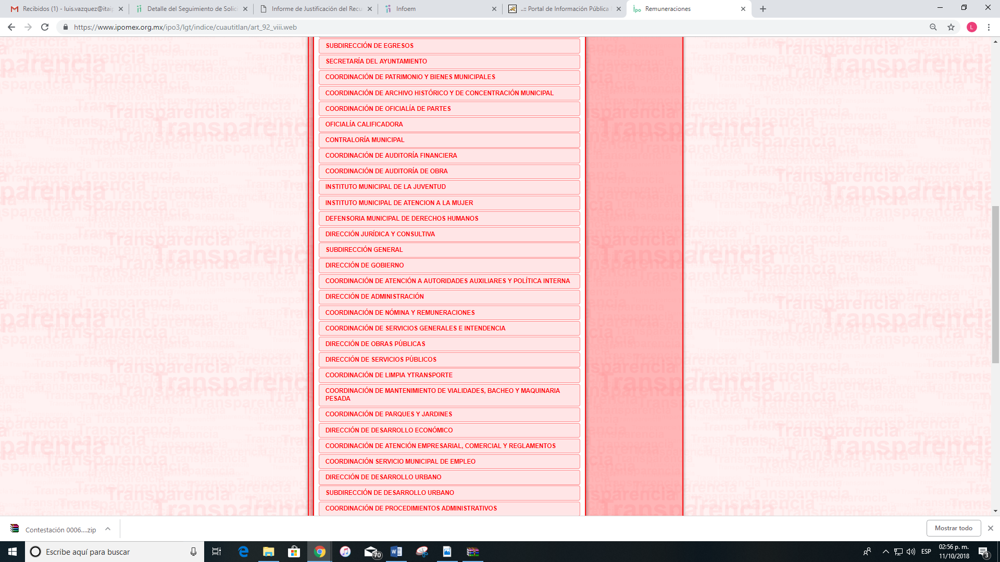 Recibidos (1) - luis.vazquez@itaip
Detalle del Seguimiento de Solici
Informe de Justificación del Recu
Infoem
..:: Portal de Información Pública
Remuneraciones
https://www.ipomex.org.mx/ipo3/lgt/indice/cuautitlan/art_92_viii.web
L
SUBDIRECCIÓN DE EGRESOS
SECRETARÍA DEL AYUNTAMIENTO
COORDINACIÓN DE PATRIMONIO Y BIENES MUNICIPALES
COORDINACIÓN DE ARCHIVO HISTÓRICO Y DE CONCENTRACIÓN MUNICIPAL
COORDINACIÓN DE OFICIALÍA DE PARTES
OFICIALÍA CALIFICADORA
CONTRALORÍA MUNICIPAL
COORDINACIÓN DE AUDITORÍA FINANCIERA
COORDINACIÓN DE AUDITORÍA DE OBRA
INSTITUTO MUNICIPAL DE LA JUVENTUD
INSTITUTO MUNICIPAL DE ATENCION A LA MUJER
DEFENSORIA MUNICIPAL DE DERECHOS HUMANOS
DIRECCIÓN JURÍDICA Y CONSULTIVA
SUBDIRECCIÓN GENERAL
DIRECCIÓN DE GOBIERNO
COORDINACIÓN DE ATENCIÓN A AUTORIDADES AUXILIARES Y POLÍTICA INTERNA
DIRECCIÓN DE ADMINISTRACIÓN
COORDINACIÓN DE NÓMINA Y REMUNERACIONES
COORDINACIÓN DE SERVICIOS GENERALES E INTENDENCIA
DIRECCIÓN DE OBRAS PÚBLICAS
DIRECCIÓN DE SERVICIOS PÚBLICOS
COORDINACIÓN DE LIMPIA YTRANSPORTE
COORDINACIÓN DE MANTENIMIENTO DE VIALIDADES, BACHEO Y MAQUINARIA
PESADA
COORDINACIÓN DE PARQUES Y JARDINES
DIRECCIÓN DE DESARROLLO ECONÓMICO
COORDINACIÓN DE ATENCIÓN EMPRESARIAL, COMERCIAL Y REGLAMENTOS
COORDINACIÓN SERVICIO MUNICIPAL DE EMPLEO
DIRECCIÓN DE DESARROLLO URBANO
SUBDIRECCIÓN DE DESARROLLO URBANO
COORDINACIÓN DE PROCEDIMIENTOS ADMINISTRATIVOS
Contestación 0006....zip
Mostrar todo
Escribe aquí para buscar
70
ESP
02:56 p. m.
11/10/2018
3